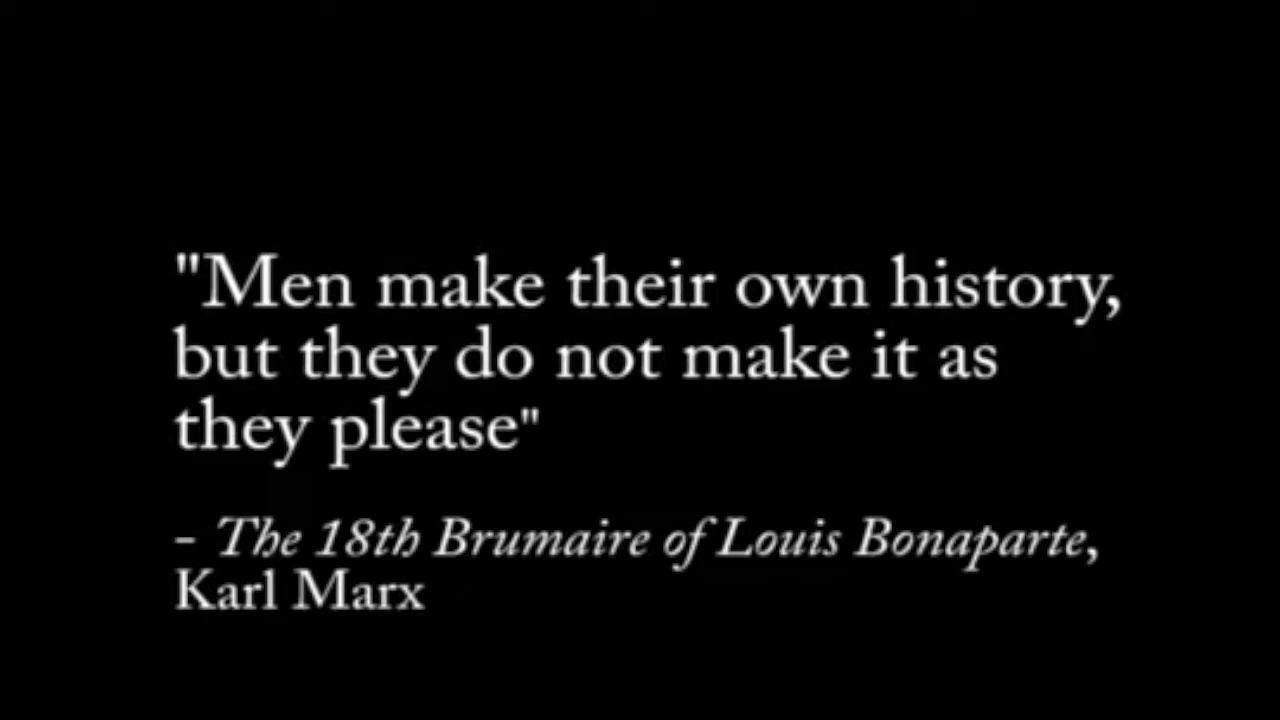 "Men make their own history,
but they do not make it as
they please"
- The 18th Brumaire of Louis Bonaparte,
Karl Marx